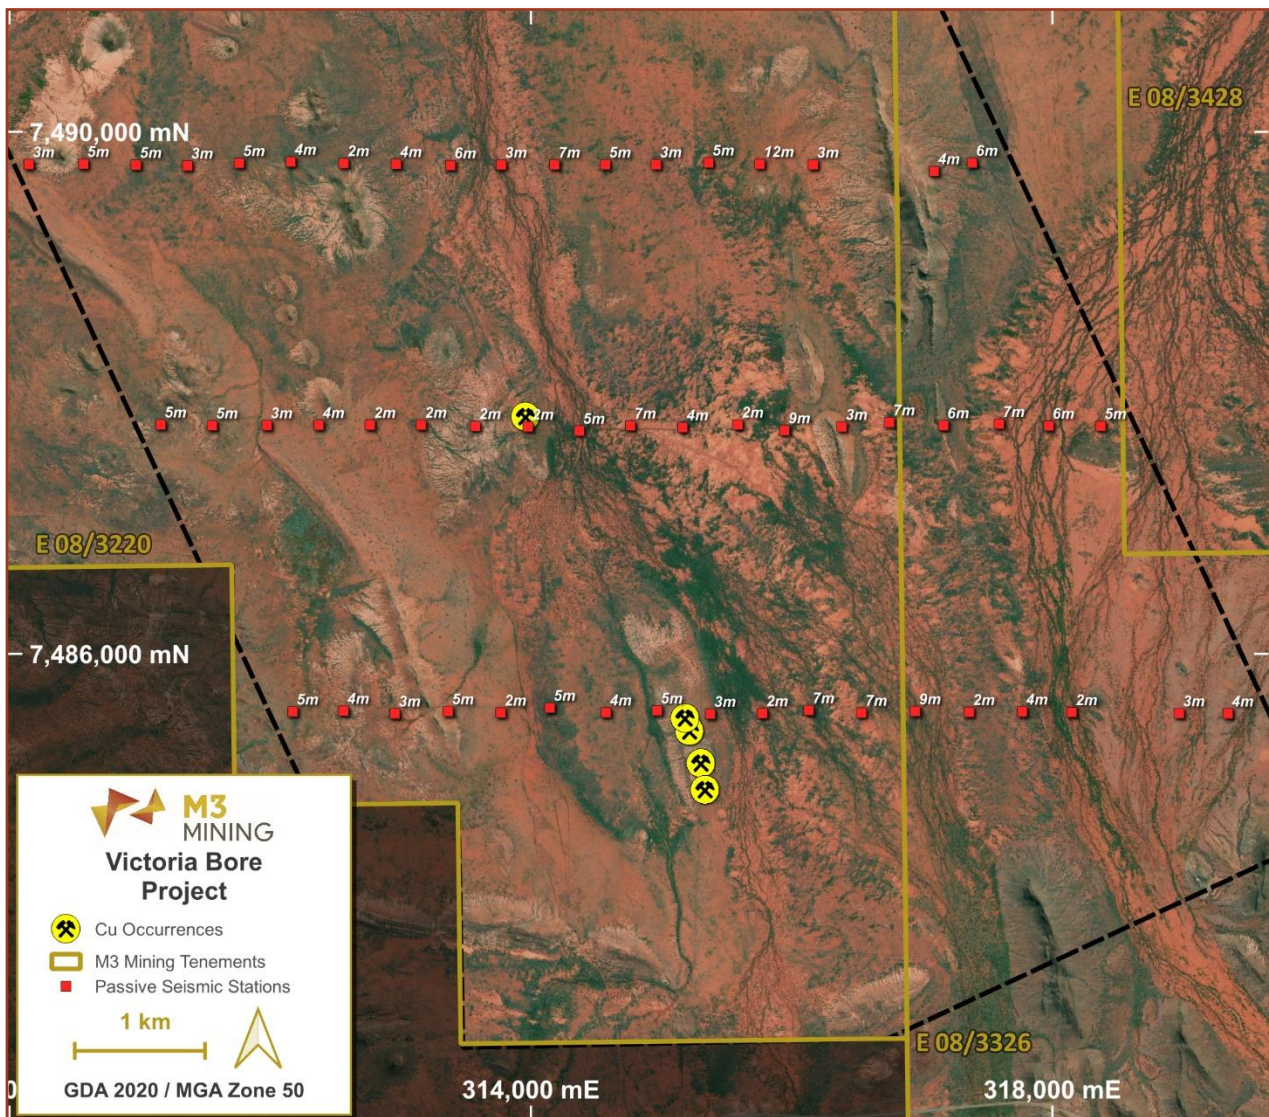 E 08/3428
7,490,000 mN
3m 5m 5m 3m 5m 4m 2m 4m 6m 3m 7m 5m 3m 5m 12m 3m 4m 6m
5m 5m 3m 4m 2m 2m 2m 2m 5m 7m 4m 2m 9m 3m 7m 6m 7m 6m 5m
E 08/3220
7,486,000 mN
5m 4m 3m 5m 2m 5m 4m 5m 3m 2m 7m 7m 9m 2m 4m 2m 3m 4m
M3
MINING
Victoria Bore
Project
Cu Occurrences
M3 Mining Tenements
Passive Seismic Stations
1 km
GDA 2020 / MGA Zone 50
E 08/3326
314,000 mE
318,000 mE